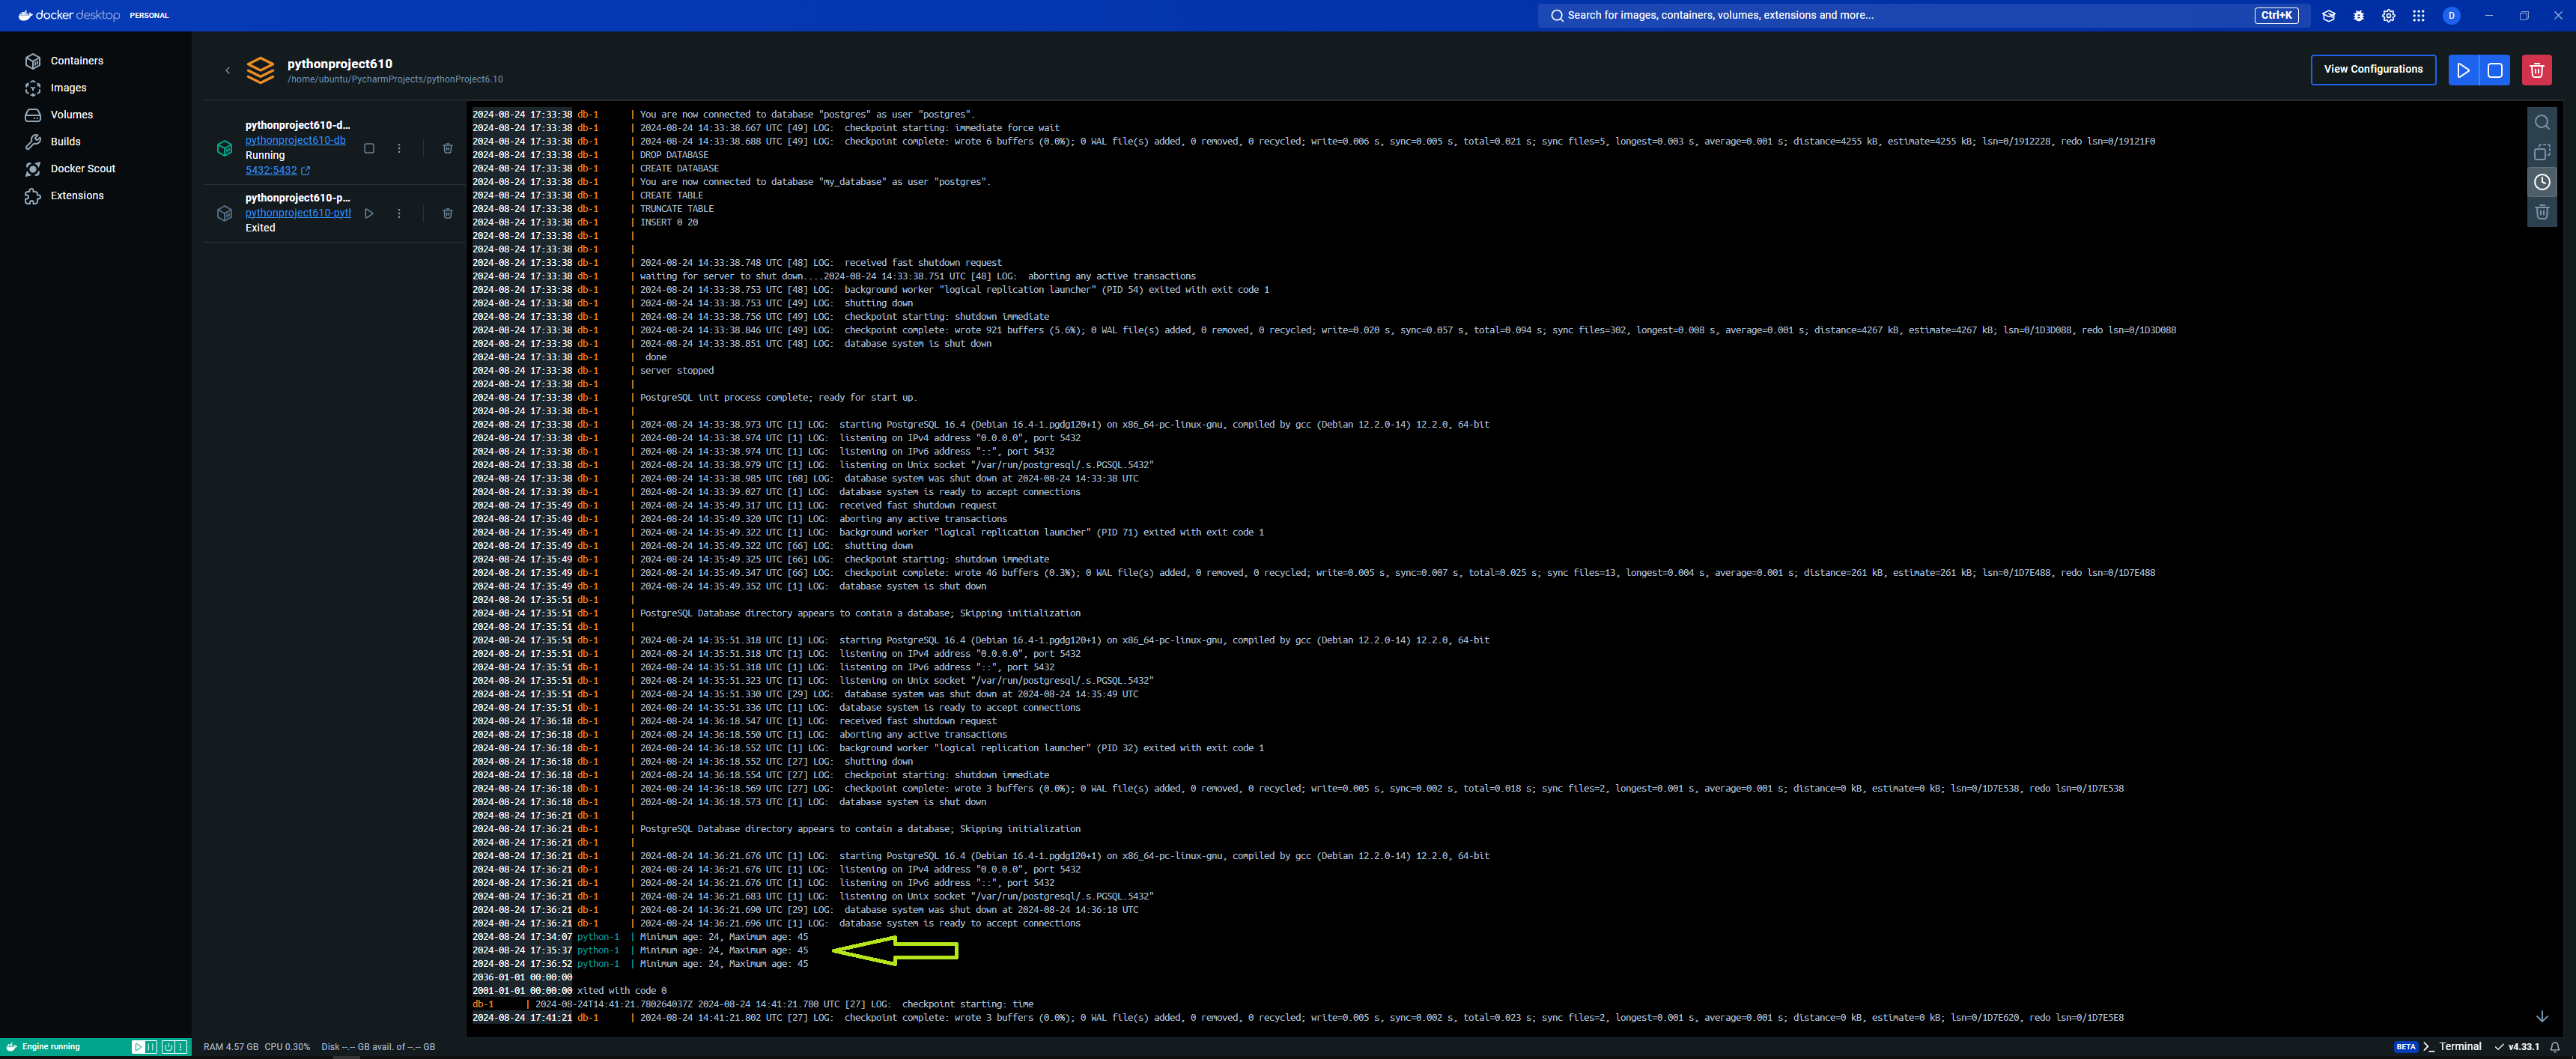 docker desktop PERSONAL
Search for images, containers, volumes, extensions and more... Ctrl+K
D
Containers
Images
Volumes
Builds
Docker Scout
Extensions
pythonproject610
/home/ubuntu/PycharmProjects/pythonProject6.10
View Configurations
pythonproject610-d...
pythonproject610-db
Running
5432:5432
pythonproject610-p...
pythonproject610-pytl
Exited
2024-08-24 17:33:38 db-1 | You are now connected to database "postgres" as user "postgres".
2024-08-24 17:33:38 db-1 | 2024-08-24 14:33:38.667 UTC [49] LOG: checkpoint starting: immediate force wait
2024-08-24 17:33:38 db-1 | 2024-08-24 14:33:38.688 UTC [49] LOG: checkpoint complete: wrote 6 buffers (0.0%); 0 WAL file(s) added, 0 removed, 0 recycled; write=0.006 s, sync=0.005 s, total=0.021 s; sync files=5, longest=0.003 s, average=0.001 s; distance=4255 kB, estimate=4255 kB; lsn=0/1912228, redo lsn=0/19121F0
2024-08-24 17:33:38 db-1 | DROP DATABASE
2024-08-24 17:33:38 db-1 | CREATE DATABASE
2024-08-24 17:33:38 db-1 | You are now connected to database "my_database" as user "postgres".
2024-08-24 17:33:38 db-1 | CREATE TABLE
2024-08-24 17:33:38 db-1 | TRUNCATE TABLE
2024-08-24 17:33:38 db-1 | INSERT 0 20
2024-08-24 17:33:38 db-1 |
2024-08-24 17:33:38 db-1 |
2024-08-24 17:33:38 db-1 | 2024-08-24 14:33:38.748 UTC [48] LOG: received fast shutdown request
2024-08-24 17:33:38 db-1 | waiting for server to shut down....2024-08-24 14:33:38.751 UTC [48] LOG: aborting any active transactions
2024-08-24 17:33:38 db-1 | 2024-08-24 14:33:38.753 UTC [48] LOG: background worker "logical replication launcher" (PID 54) exited with exit code 1
2024-08-24 17:33:38 db-1 | 2024-08-24 14:33:38.753 UTC [49] LOG: shutting down
2024-08-24 17:33:38 db-1 | 2024-08-24 14:33:38.756 UTC [49] LOG: checkpoint starting: shutdown immediate
2024-08-24 17:33:38 db-1 | 2024-08-24 14:33:38.846 UTC [49] LOG: checkpoint complete: wrote 921 buffers (5.6%); 0 WAL file(s) added, 0 removed, 0 recycled; write=0.020 s, sync=0.057 s, total=0.094 s; sync files=302, longest=0.008 s, average=0.001 s; distance=4267 kB, estimate=4267 kB; lsn=0/1D3D088, redo lsn=0/1D3D088
2024-08-24 17:33:38 db-1 | 2024-08-24 14:33:38.851 UTC [48] LOG: database system is shut down
2024-08-24 17:33:38 db-1 | done
2024-08-24 17:33:38 db-1 | server stopped
2024-08-24 17:33:38 db-1 |
2024-08-24 17:33:38 db-1 | PostgreSQL init process complete; ready for start up.
2024-08-24 17:33:38 db-1 |
2024-08-24 17:33:38 db-1 | 2024-08-24 14:33:38.973 UTC [1] LOG: starting PostgreSQL 16.4 (Debian 16.4-1.pgdg120+1) on x86_64-pc-linux-gnu, compiled by gcc (Debian 12.2.0-14) 12.2.0, 64-bit
2024-08-24 17:33:38 db-1 | 2024-08-24 14:33:38.974 UTC [1] LOG: listening on IPv4 address "0.0.0.0", port 5432
2024-08-24 17:33:38 db-1 | 2024-08-24 14:33:38.974 UTC [1] LOG: listening on IPv6 address "::", port 5432
2024-08-24 17:33:38 db-1 | 2024-08-24 14:33:38.979 UTC [1] LOG: listening on Unix socket "/var/run/postgresql/.s.PGSQL.5432"
2024-08-24 17:33:38 db-1 | 2024-08-24 14:33:38.985 UTC [68] LOG: database system was shut down at 2024-08-24 14:33:38 UTC
2024-08-24 17:33:39 db-1 | 2024-08-24 14:33:39.027 UTC [1] LOG: database system is ready to accept connections
2024-08-24 17:35:49 db-1 | 2024-08-24 14:35:49.317 UTC [1] LOG: received fast shutdown request
2024-08-24 17:35:49 db-1 | 2024-08-24 14:35:49.320 UTC [1] LOG: aborting any active transactions
2024-08-24 17:35:49 db-1 | 2024-08-24 14:35:49.322 UTC [1] LOG: background worker "logical replication launcher" (PID 71) exited with exit code 1
2024-08-24 17:35:49 db-1 | 2024-08-24 14:35:49.322 UTC [66] LOG: shutting down
2024-08-24 17:35:49 db-1 | 2024-08-24 14:35:49.325 UTC [66] LOG: checkpoint starting: shutdown immediate
2024-08-24 17:35:49 db-1 | 2024-08-24 14:35:49.347 UTC [66] LOG: checkpoint complete: wrote 46 buffers (0.3%); 0 WAL file(s) added, 0 removed, 0 recycled; write=0.005 s, sync=0.007 s, total=0.025 s; sync files=13, longest=0.004 s, average=0.001 s; distance=261 kB, estimate=261 kB; lsn=0/1D7E488, redo lsn=0/1D7E488
2024-08-24 17:35:49 db-1 | 2024-08-24 14:35:49.352 UTC [1] LOG: database system is shut down
2024-08-24 17:35:51 db-1 |
2024-08-24 17:35:51 db-1 | PostgreSQL Database directory appears to contain a database; Skipping initialization
2024-08-24 17:35:51 db-1 |
2024-08-24 17:35:51 db-1 | 2024-08-24 14:35:51.318 UTC [1] LOG: starting PostgreSQL 16.4 (Debian 16.4-1.pgdg120+1) on x86_64-pc-linux-gnu, compiled by gcc (Debian 12.2.0-14) 12.2.0, 64-bit
2024-08-24 17:35:51 db-1 | 2024-08-24 14:35:51.318 UTC [1] LOG: listening on IPv4 address "0.0.0.0", port 5432
2024-08-24 17:35:51 db-1 | 2024-08-24 14:35:51.318 UTC [1] LOG: listening on IPv6 address "::", port 5432
2024-08-24 17:35:51 db-1 | 2024-08-24 14:35:51.323 UTC [1] LOG: listening on Unix socket "/var/run/postgresql/.s.PGSQL.5432"
2024-08-24 17:35:51 db-1 | 2024-08-24 14:35:51.330 UTC [29] LOG: database system was shut down at 2024-08-24 14:35:49 UTC
2024-08-24 17:35:51 db-1 | 2024-08-24 14:35:51.336 UTC [1] LOG: database system is ready to accept connections
2024-08-24 17:36:18 db-1 | 2024-08-24 14:36:18.547 UTC [1] LOG: received fast shutdown request
2024-08-24 17:36:18 db-1 | 2024-08-24 14:36:18.550 UTC [1] LOG: aborting any active transactions
2024-08-24 17:36:18 db-1 | 2024-08-24 14:36:18.552 UTC [1] LOG: background worker "logical replication launcher" (PID 32) exited with exit code 1
2024-08-24 17:36:18 db-1 | 2024-08-24 14:36:18.552 UTC [27] LOG: shutting down
2024-08-24 17:36:18 db-1 | 2024-08-24 14:36:18.554 UTC [27] LOG: checkpoint starting: shutdown immediate
2024-08-24 17:36:18 db-1 | 2024-08-24 14:36:18.569 UTC [27] LOG: checkpoint complete: wrote 3 buffers (0.0%); 0 WAL file(s) added, 0 removed, 0 recycled; write=0.005 s, sync=0.002 s, total=0.018 s; sync files=2, longest=0.001 s, average=0.001 s; distance=0 kB, estimate=0 kB; lsn=0/1D7E538, redo lsn=0/1D7E538
2024-08-24 17:36:18 db-1 | 2024-08-24 14:36:18.573 UTC [1] LOG: database system is shut down
2024-08-24 17:36:21 db-1 |
2024-08-24 17:36:21 db-1 | PostgreSQL Database directory appears to contain a database; Skipping initialization
2024-08-24 17:36:21 db-1 |
2024-08-24 17:36:21 db-1 | 2024-08-24 14:36:21.676 UTC [1] LOG: starting PostgreSQL 16.4 (Debian 16.4-1.pgdg120+1) on x86_64-pc-linux-gnu, compiled by gcc (Debian 12.2.0-14) 12.2.0, 64-bit
2024-08-24 17:36:21 db-1 | 2024-08-24 14:36:21.676 UTC [1] LOG: listening on IPv4 address "0.0.0.0", port 5432
2024-08-24 17:36:21 db-1 | 2024-08-24 14:36:21.676 UTC [1] LOG: listening on IPv6 address "::", port 5432
2024-08-24 17:36:21 db-1 | 2024-08-24 14:36:21.683 UTC [1] LOG: listening on Unix socket "/var/run/postgresql/.s.PGSQL.5432"
2024-08-24 17:36:21 db-1 | 2024-08-24 14:36:21.690 UTC [29] LOG: database system was shut down at 2024-08-24 14:36:18 UTC
2024-08-24 17:36:21 db-1 | 2024-08-24 14:36:21.696 UTC [1] LOG: database system is ready to accept connections
2024-08-24 17:34:07 python-1 | Minimum age: 24, Maximum age: 45
2024-08-24 17:35:37 python-1 | Minimum age: 24, Maximum age: 45
2024-08-24 17:36:52 python-1 | Minimum age: 24, Maximum age: 45
2036-01-01 00:00:00
2001-01-01 00:00:00 xited with code 0
db-1 | 2024-08-24T14:41:21.780264037Z 2024-08-24 14:41:21.780 UTC [27] LOG: checkpoint starting: time
2024-08-24 17:41:21 db-1 | 2024-08-24 14:41:21.802 UTC [27] LOG: checkpoint complete: wrote 3 buffers (0.0%); 0 WAL file(s) added, 0 removed, 0 recycled; write=0.005 s, sync=0.002 s, total=0.023 s; sync files=2, longest=0.001 s, average=0.001 s; distance=0 kB, estimate=0 kB; lsn=0/1D7E620, redo lsn=0/1D7E5E8
Engine running RAM 4.57 GB CPU 0.30% Disk --.-- GB avail. of --.-- GB BETA >_ Terminal v4.33.1